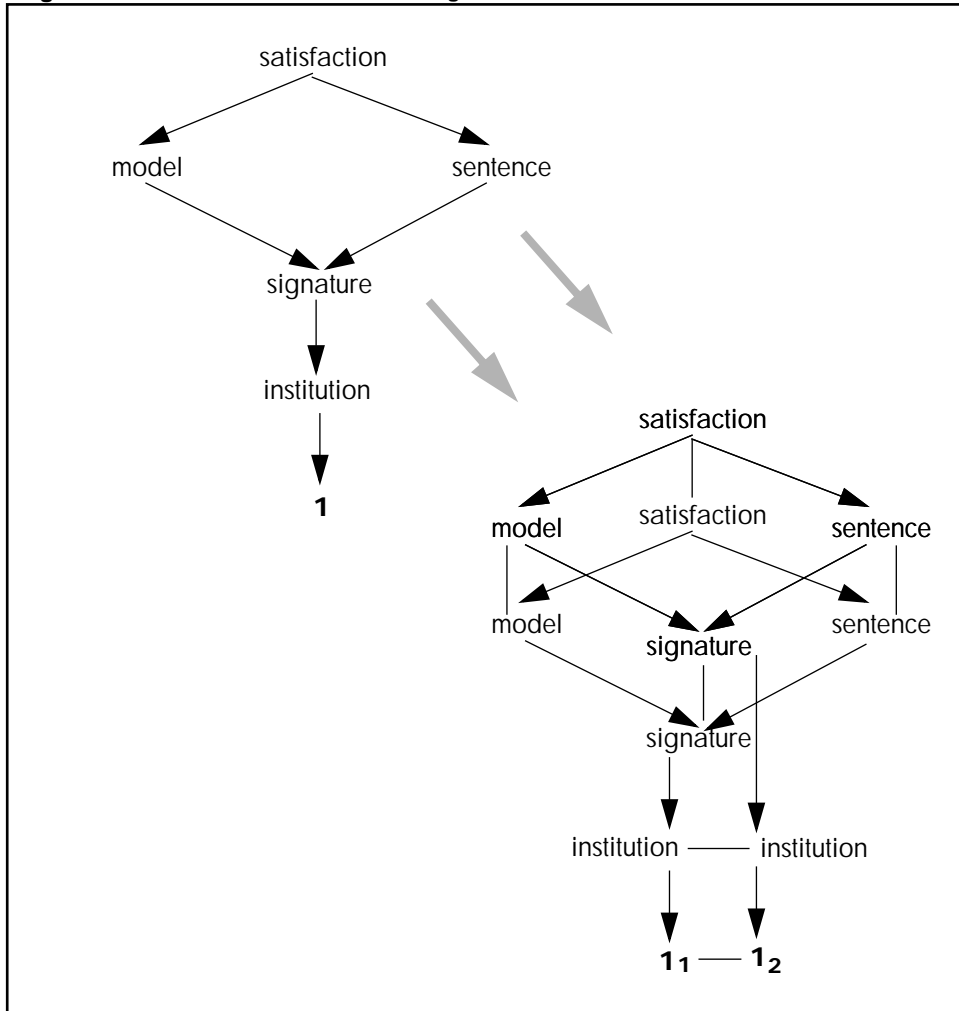 satisfaction
model sentence
signature
institution
1
satisfaction
satisfaction
model sentence
model sentence
signature
signature
institution institution
1₁ 1₂